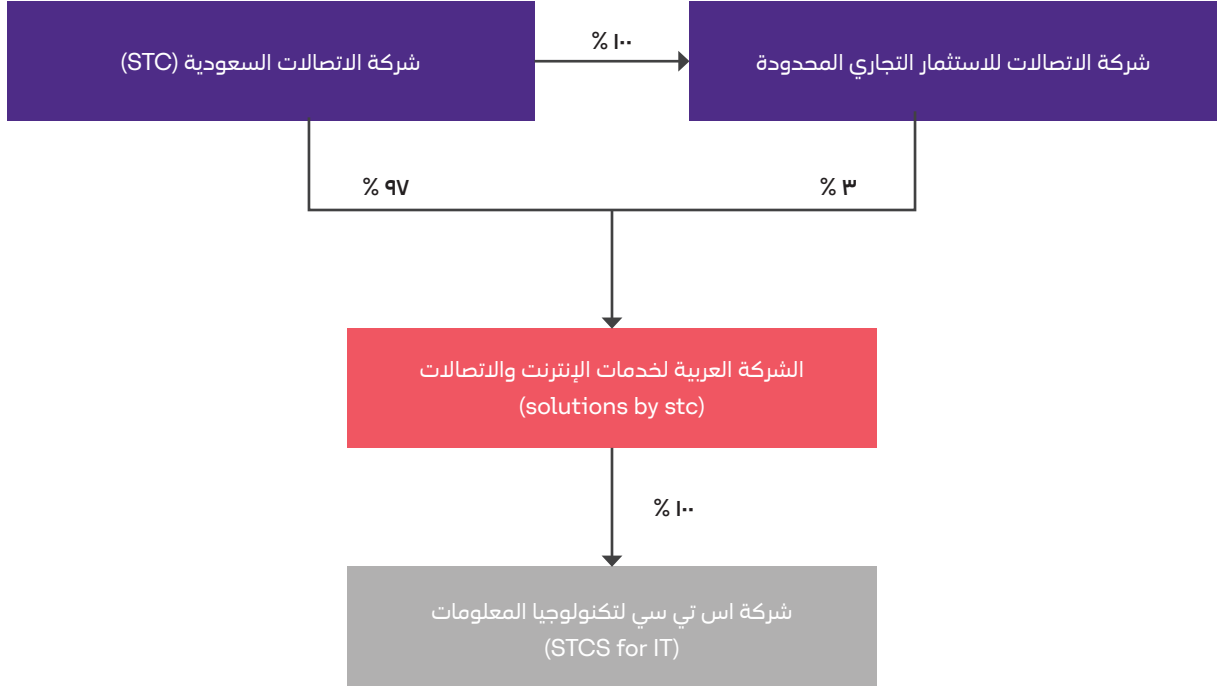 شركة الاتصالات السعودية (STC)
١٠٠ %
شركة الاتصالات للاستثمار التجاري المحدودة
٩٧ %
٣ %
الشركة العربية لخدمات الإنترنت والاتصالات
(solutions by stc)
١٠٠ %
شركة اس تي سي لتكنولوجيا المعلومات
(STCS for IT)